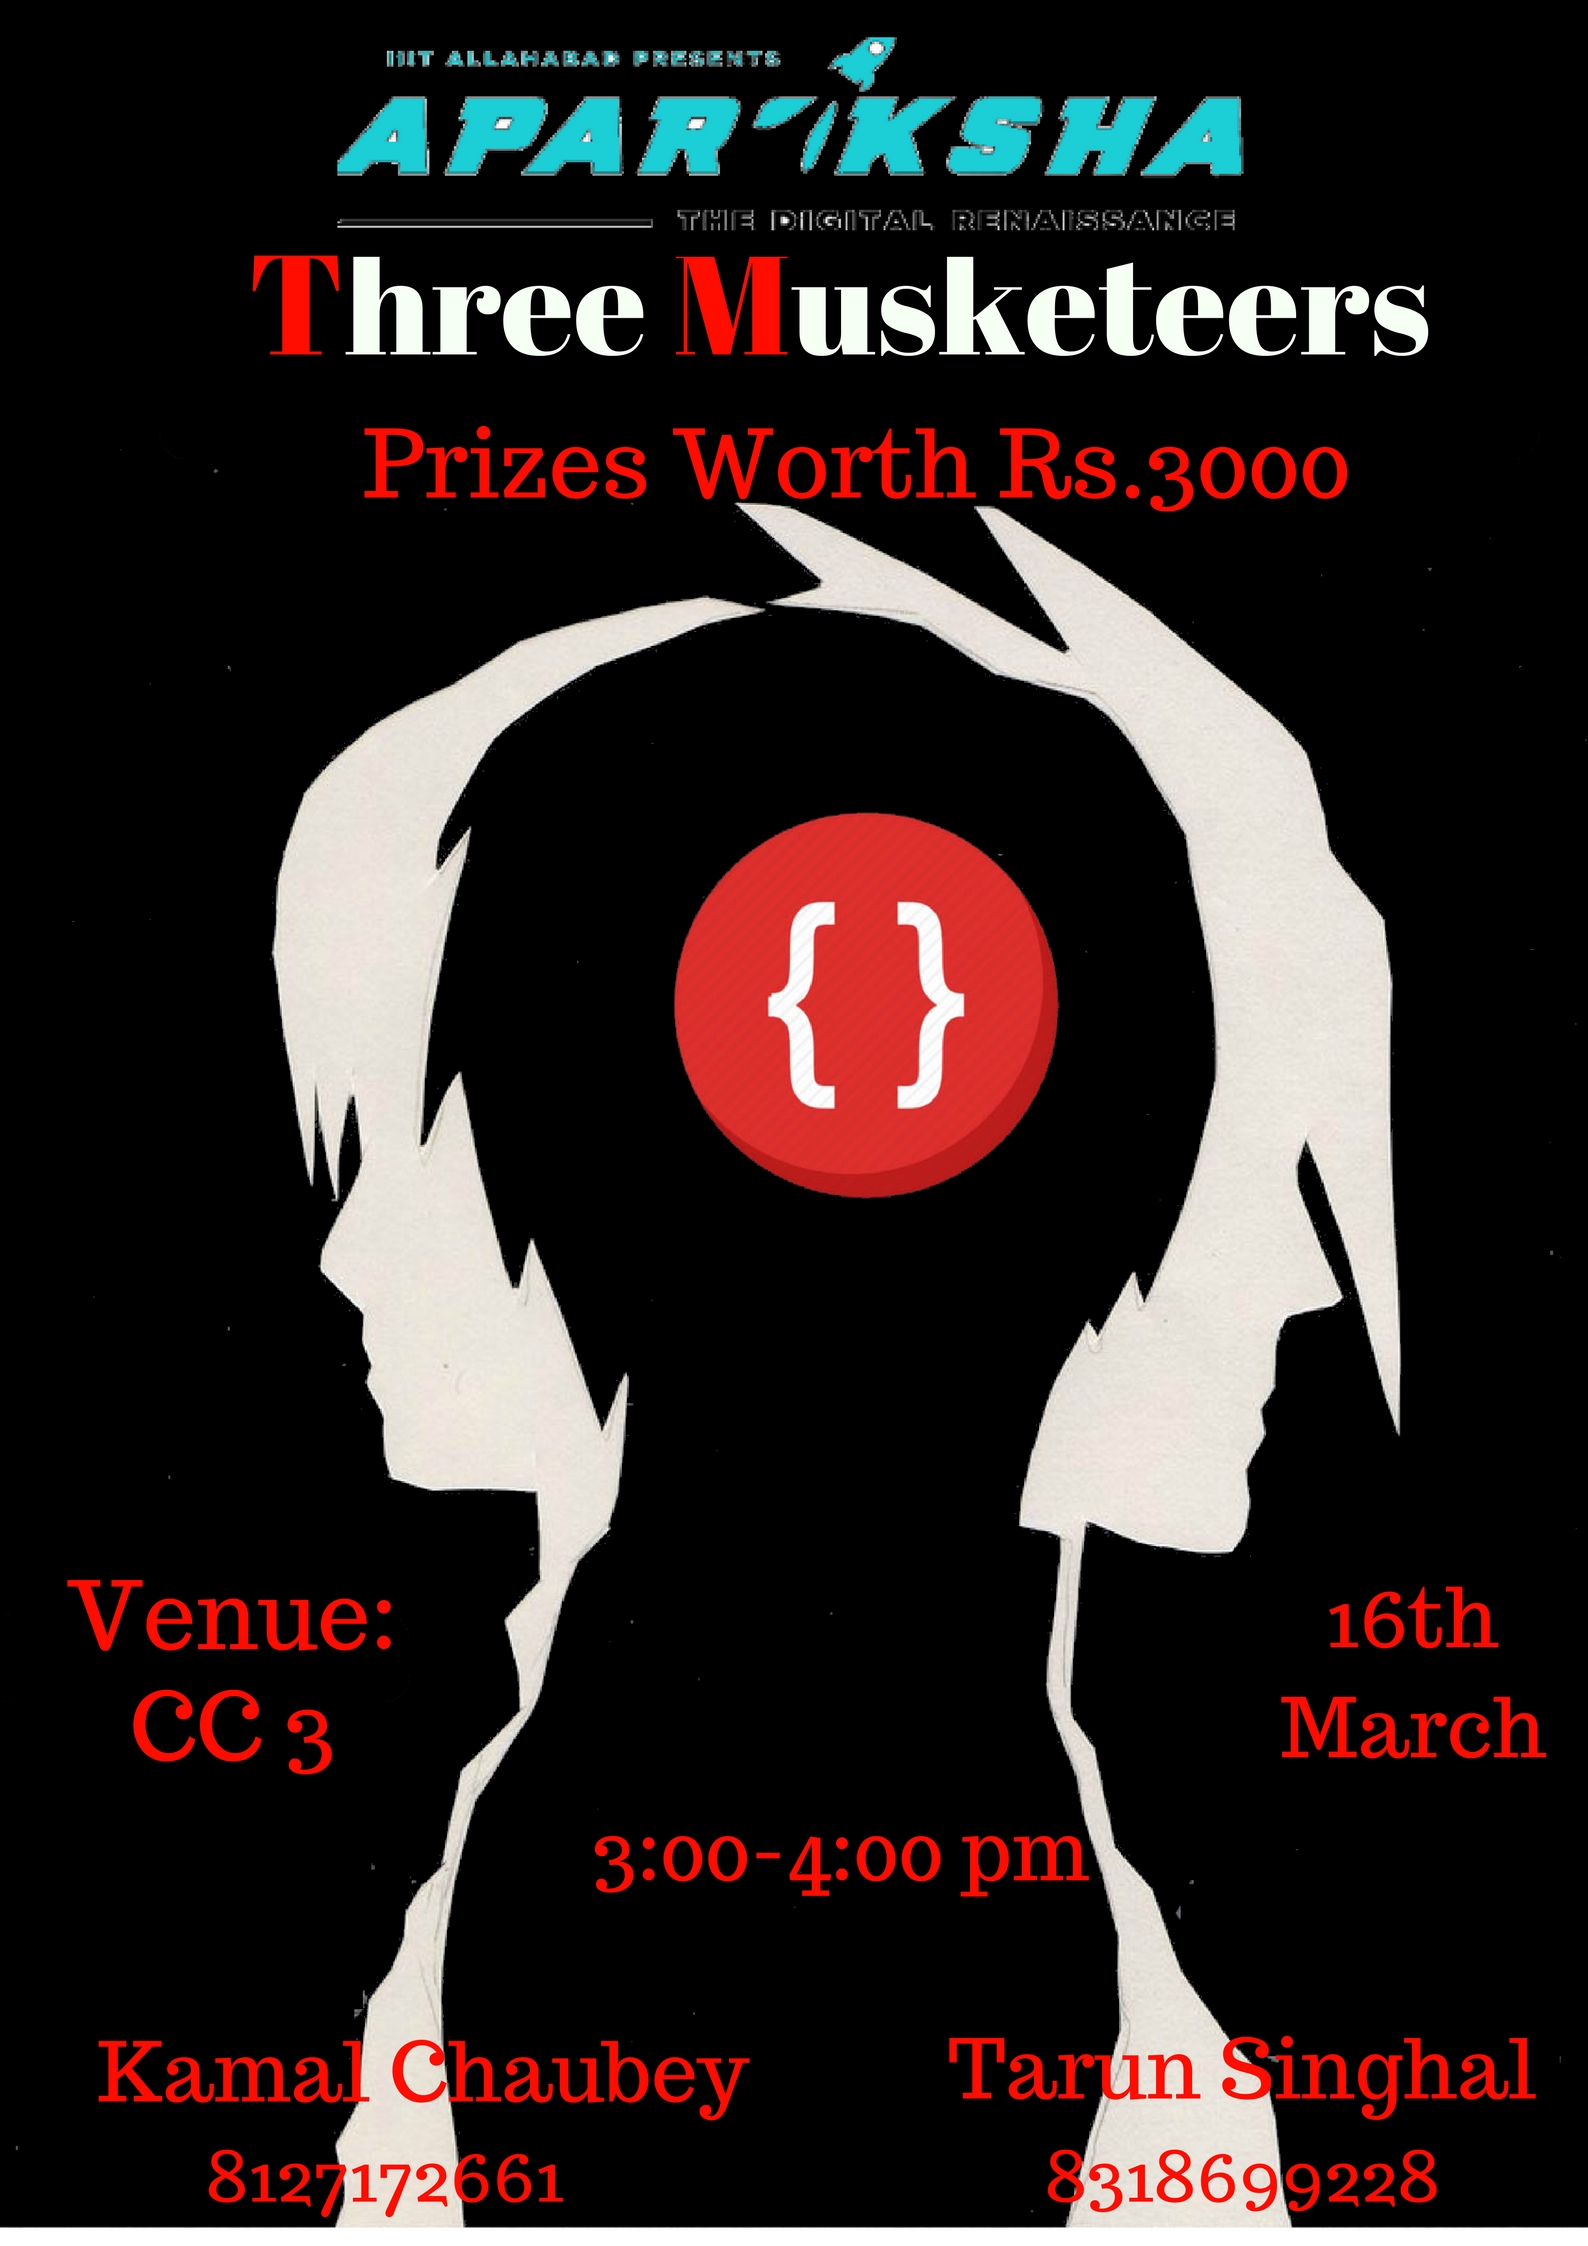 IIIT ALLAHABAD PRESENTS
APARIKSHA
THE DIGITAL RENAISSANCE
Three Musketeers
Prizes Worth Rs.3000
{ }
Venue:
CC 3
16th
March
3:00-4:00 pm
Kamal Chaubey
8127172661
Tarun Singhal
8318699228